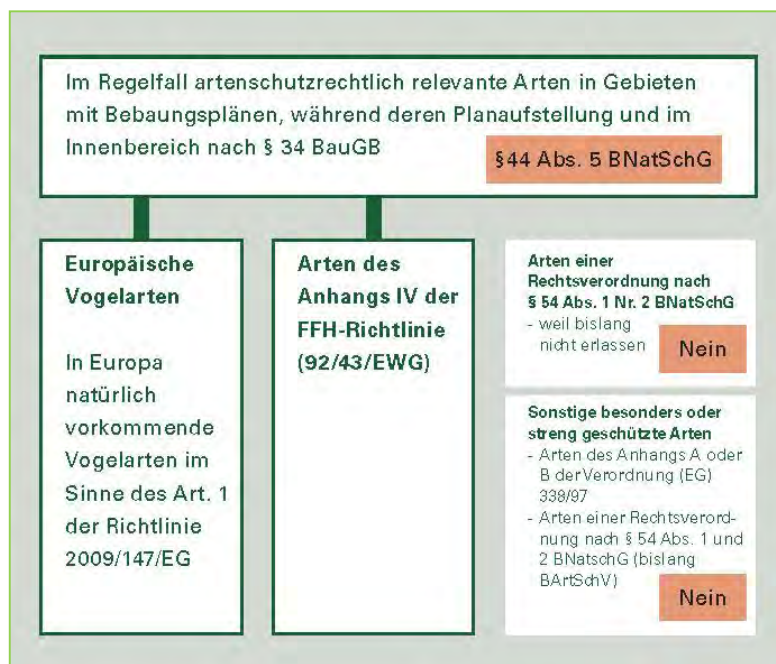 Im Regelfall artenschutzrechtlich relevante Arten in Gebieten
mit Bebaungsplänen, während deren Planaufstellung und im
Innenbereich nach § 34 BauGB
§44 Abs. 5 BNatSchG
Europäische
Vogelarten
In Europa
natürlich
vorkommende
Vogelarten im
Sinne des Art. 1
der Richtlinie
2009/147/EG
Arten des
Anhangs IV der
FFH-Richtlinie
(92/43/EWG)
Arten einer
Rechtsverordnung nach
§ 54 Abs. 1 Nr. 2 BNatSchG
- weil bislang
nicht erlassen
Nein
Sonstige besonders oder
streng geschützte Arten
- Arten des Anhangs A oder
B der Verordnung (EG)
338/97
- Arten einer Rechtsverord-
nung nach § 54 Abs. 1 und
2 BNatschG (bislang
BArtSchV)
Nein